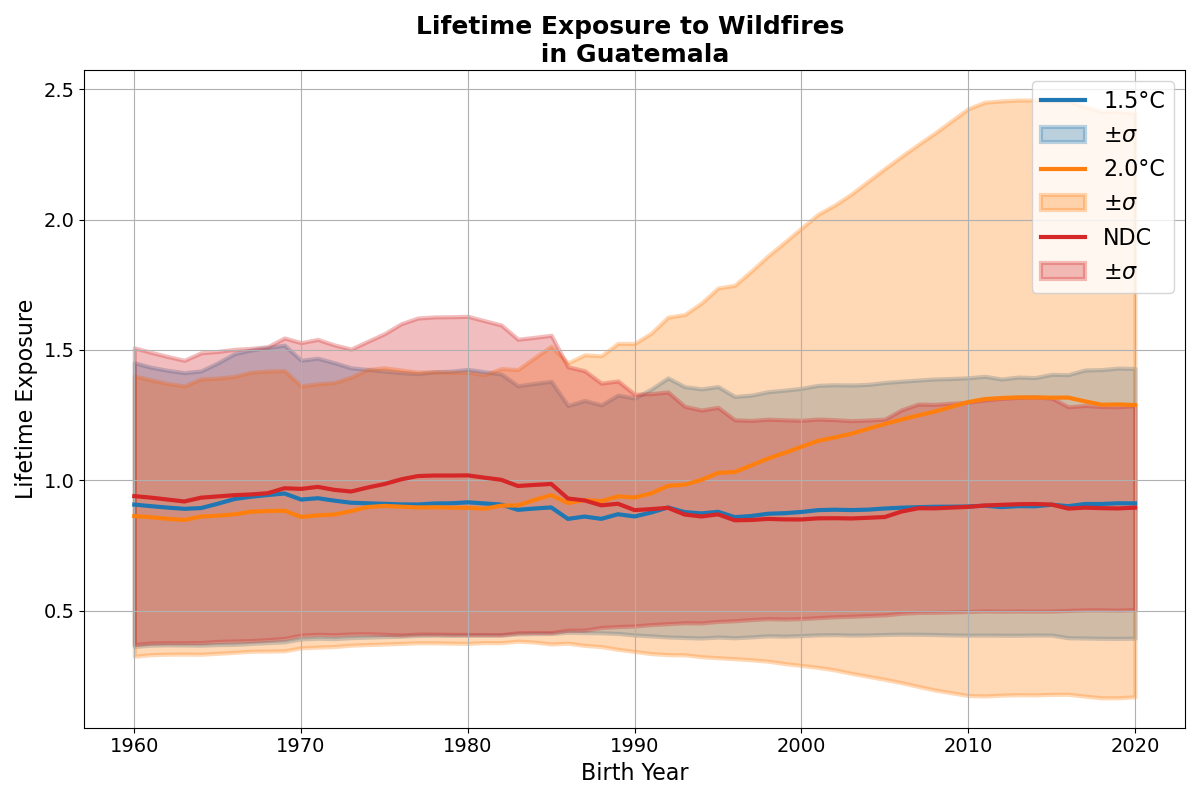 Lifetime Exposure to Wildfires
in Guatemala
2.5
2.0
1.5
1.0
0.5
Lifetime Exposure
1960
1970
1980
1990
2000
2010
2020
Birth Year
1.5°C
±σ
2.0°C
±σ
NDC
±σ